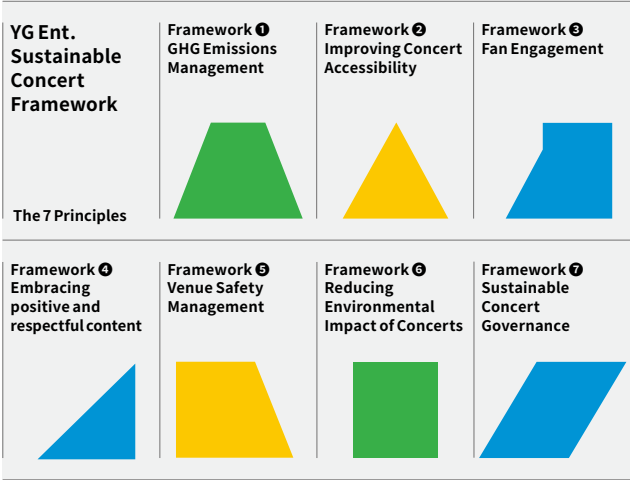 YG Ent.
Sustainable
Concert
Framework
The 7 Principles
Framework ❶
GHG Emissions
Management
Framework ❷
Improving Concert
Accessibility
Framework ❸
Fan Engagement
Framework ❹
Embracing
positive and
respectful content
Framework ❺
Venue Safety
Management
Framework ❻
Reducing
Environmental
Impact of Concerts
Framework ❼
Sustainable
Concert
Governance